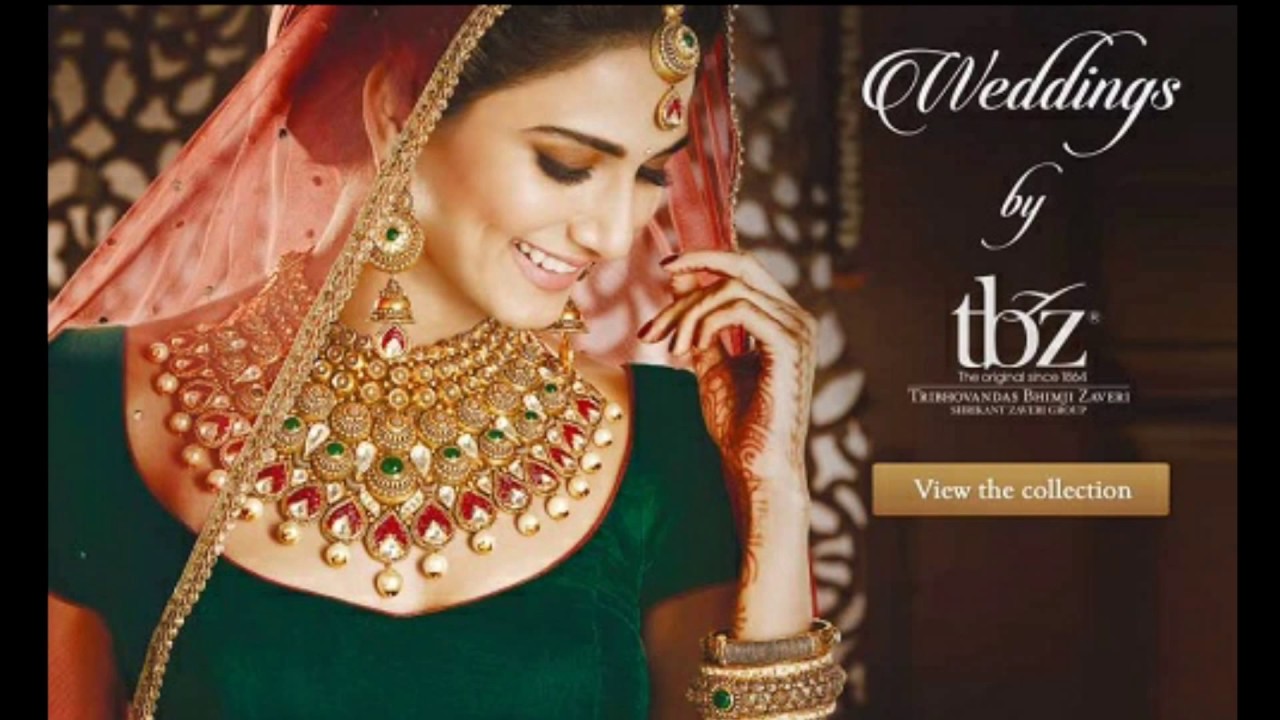 Weddings
by
tbz®
The original since 1864
TRIBHOVANDAS BHIMJI ZAVERI
SHRIKANT ZAVERI GROUP
View the collection